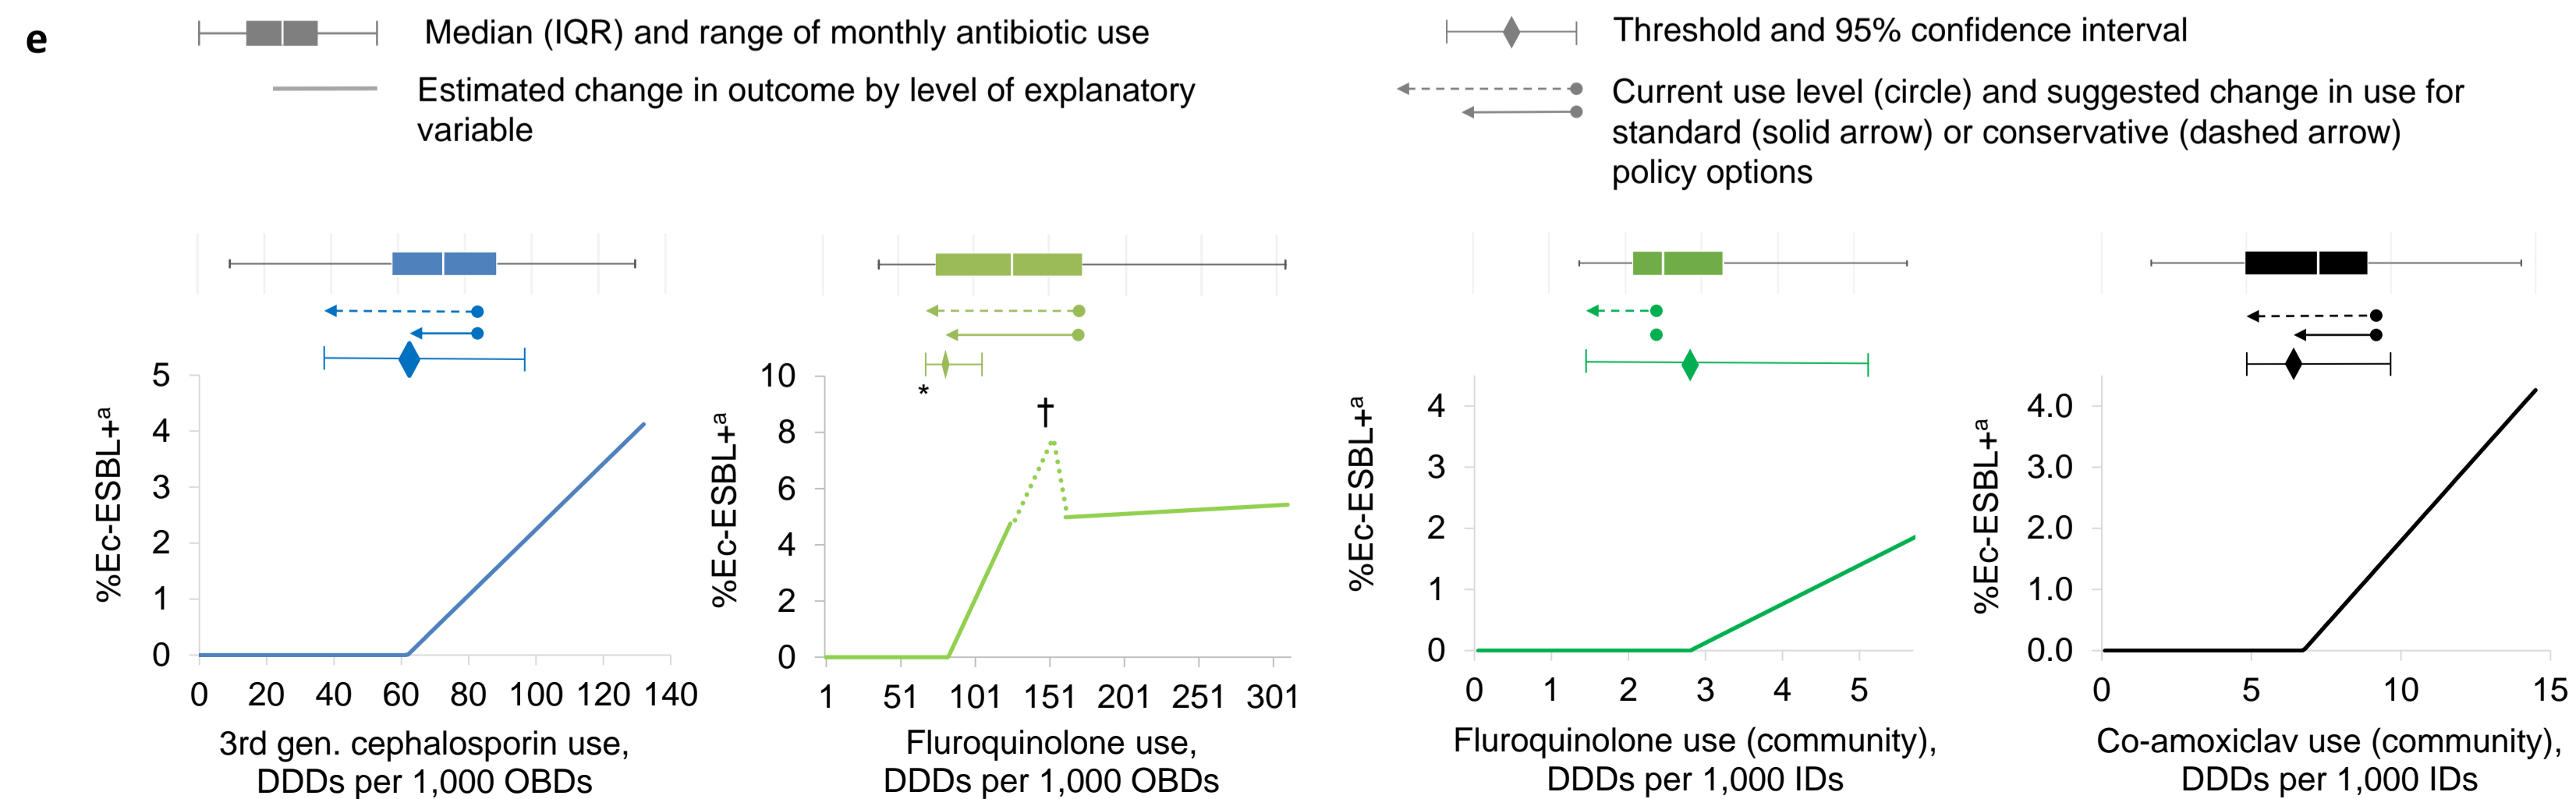 e
Median (IQR) and range of monthly antibiotic use
Estimated change in outcome by level of explanatory
variable
Threshold and 95% confidence interval
Current use level (circle) and suggested change in use for
standard (solid arrow) or conservative (dashed arrow)
policy options
%Ec-ESBL+ᵃ
5
4
3
2
1
0
0 20 40 60 80 100 120 140
3rd gen. cephalosporin use,
DDDs per 1,000 OBDs
%Ec-ESBL+ᵃ
10
*
†
8
6
4
2
0
1 51 101 151 201 251 301
Fluroquinolone use,
DDDs per 1,000 OBDs
%Ec-ESBL+ᵃ
4
3
2
1
0
0 1 2 3 4 5
Fluroquinolone use (community),
DDDs per 1,000 IDs
%Ec-ESBL+ᵃ
4.0
3.0
2.0
1.0
0.0
0 5 10 15
Co-amoxiclav use (community),
DDDs per 1,000 IDs